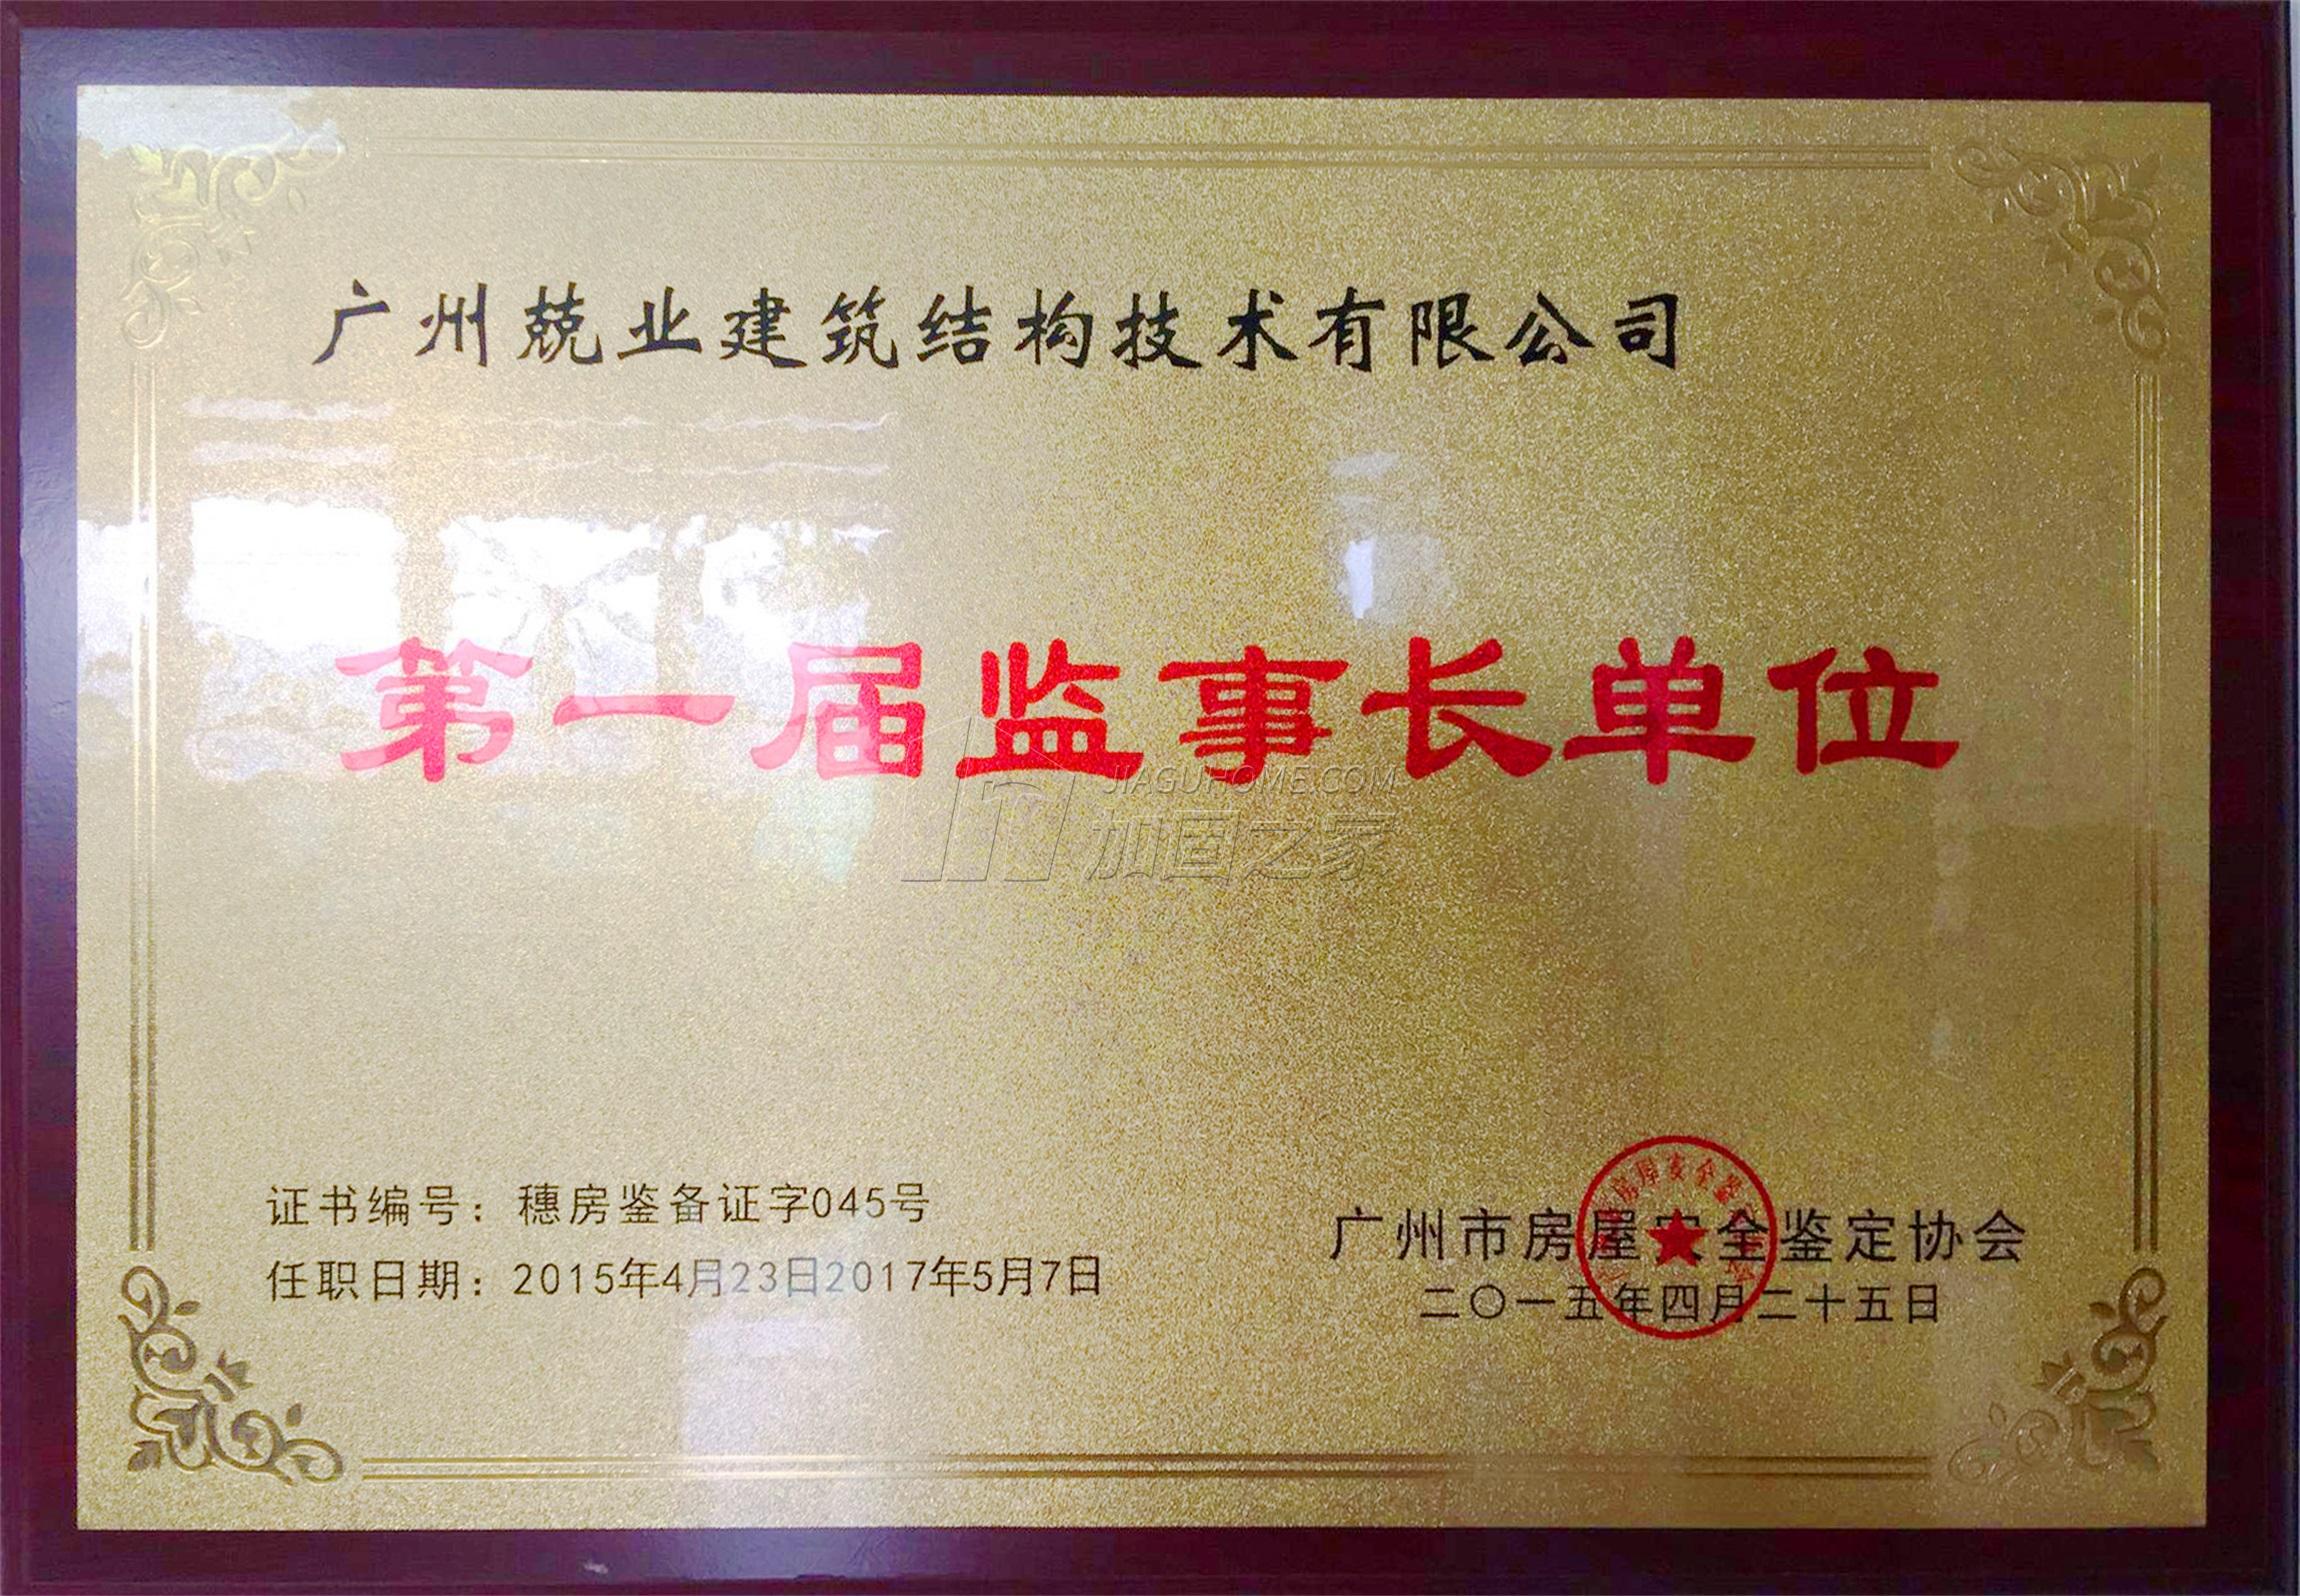 广州兢业建筑结构技术有限公司
第一届监事长单位
JIAGUHOME.COM
加固之家
证书编号：穗房鉴备证字045号
任职日期：2015年4月23日2017年5月7日
广州市房屋安全鉴定协会
二〇一五年四月二十五日